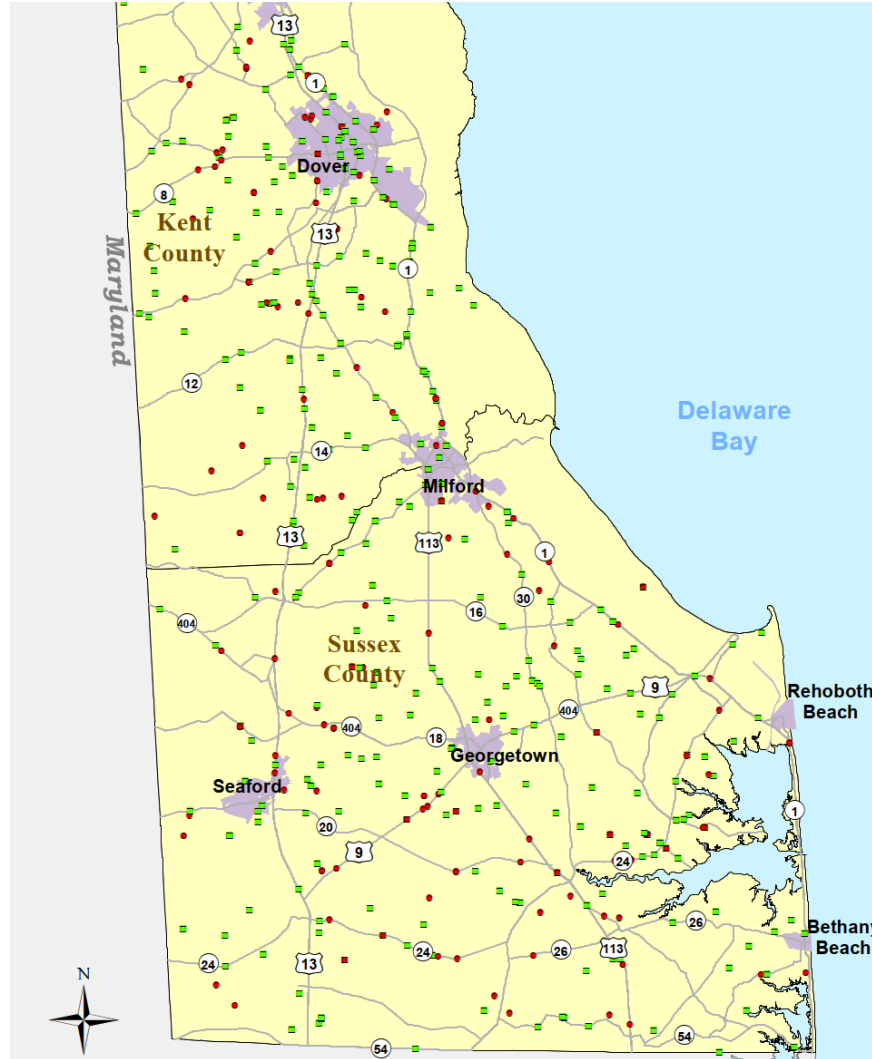 13
1
Dover
8
Kent
County
13
Maryland
1
12
Delaware
Bay
14
Milford
13
113
1
30
404
16
Sussex
County
9
Rehoboth
Beach
404
404
18
Georgetown
Seaford
1
20
9
24
26
Bethany
Beach
24
13
24
26
113
N
54
54